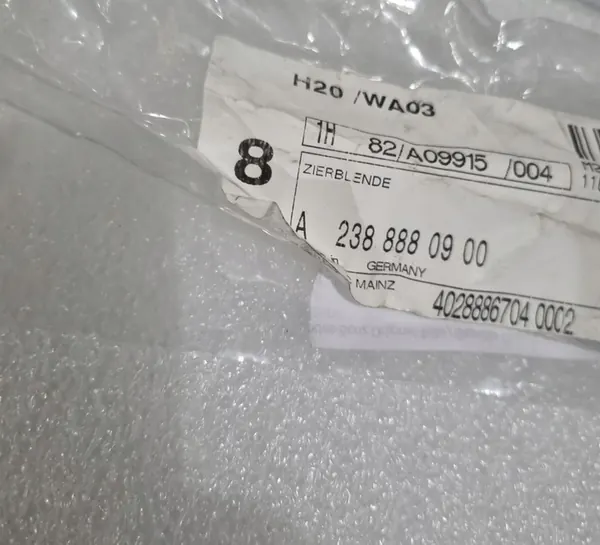 H20 /WA03
1H 82/A09915 /004
8
ZIERBLENDE
A 238 888 09 00
GERMANY
MAINZ
4028886704 0002